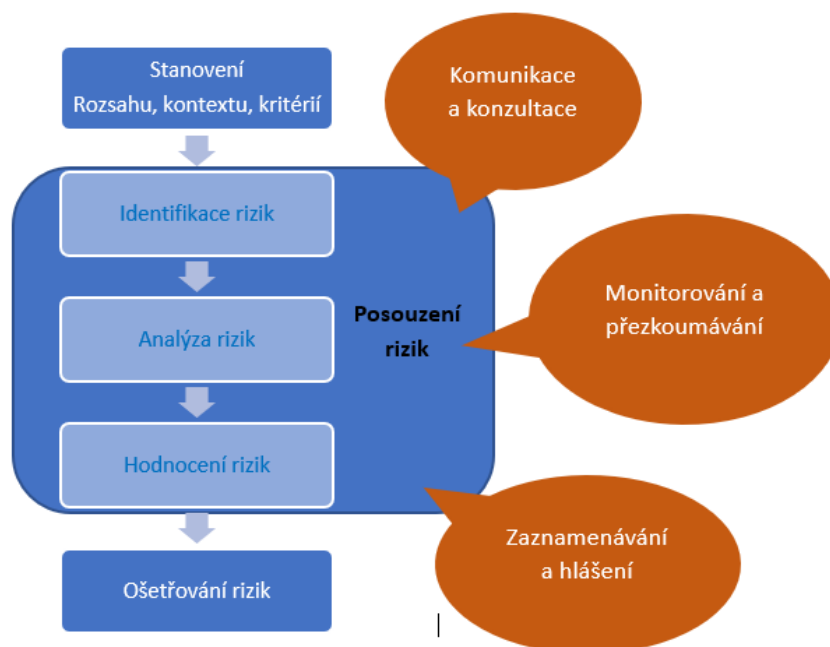 Stanovení
Rozsahu, kontextu, kritérií
Komunikace
a konzultace
Identifikace rizik
Monitorování a
přezkoumávání
Posouzení
rizik
Analýza rizik
Hodnocení rizik
Zaznamenávání
a hlášení
Ošetřování rizik